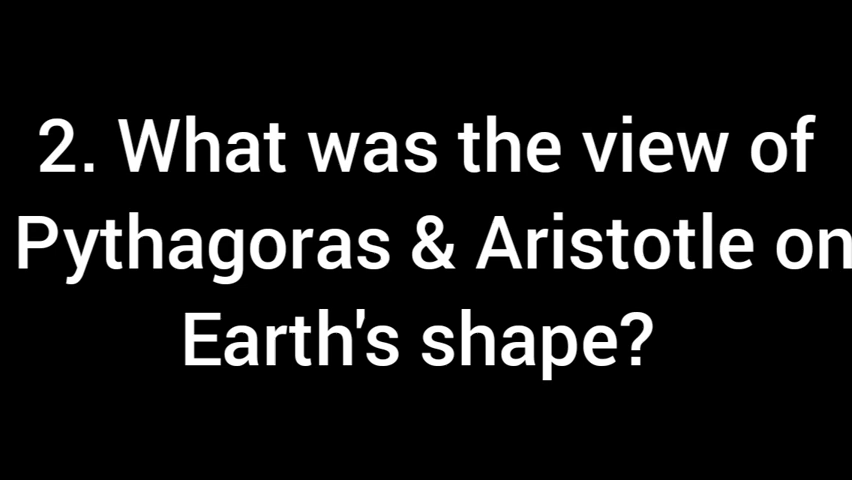 2. What was the view of
Pythagoras & Aristotle on
Earth's shape?